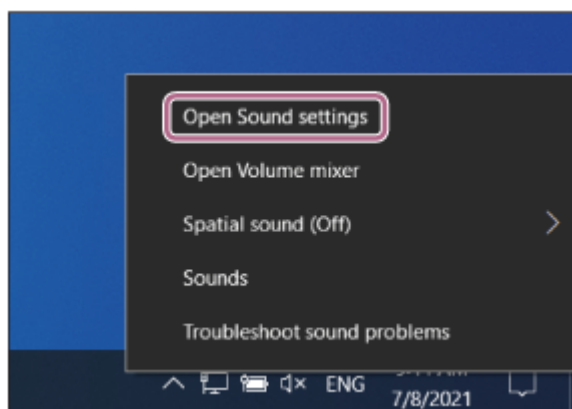 Open Sound settings
Open Volume mixer
Spatial sound (Off)
Sounds
Troubleshoot sound problems
ENG
7/8/2021